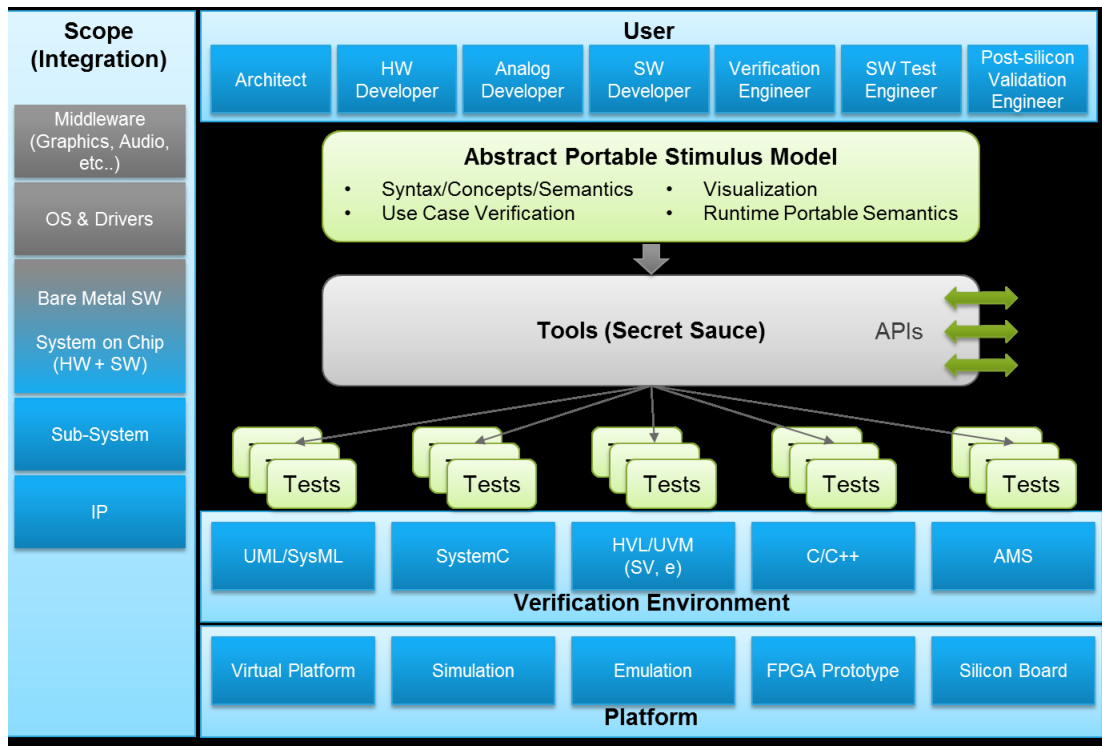 Scope
(Integration)
Middleware
(Graphics, Audio,
etc..)
OS & Drivers
Bare Metal SW
System on Chip
(HW + SW)
Sub-System
IP
User
Architect
HW
Developer
Analog
Developer
SW
Developer
Verification
Engineer
SW Test
Engineer
Post-silicon
Validation
Engineer
Abstract Portable Stimulus Model
• Syntax/Concepts/Semantics
• Use Case Verification
• Visualization
• Runtime Portable Semantics
Tools (Secret Sauce)
APIs
Tests
Tests
Tests
Tests
Tests
UML/SysML
SystemC
HVL/UVM
(SV, e)
C/C++
AMS
Verification Environment
Virtual Platform
Simulation
Emulation
FPGA Prototype
Silicon Board
Platform